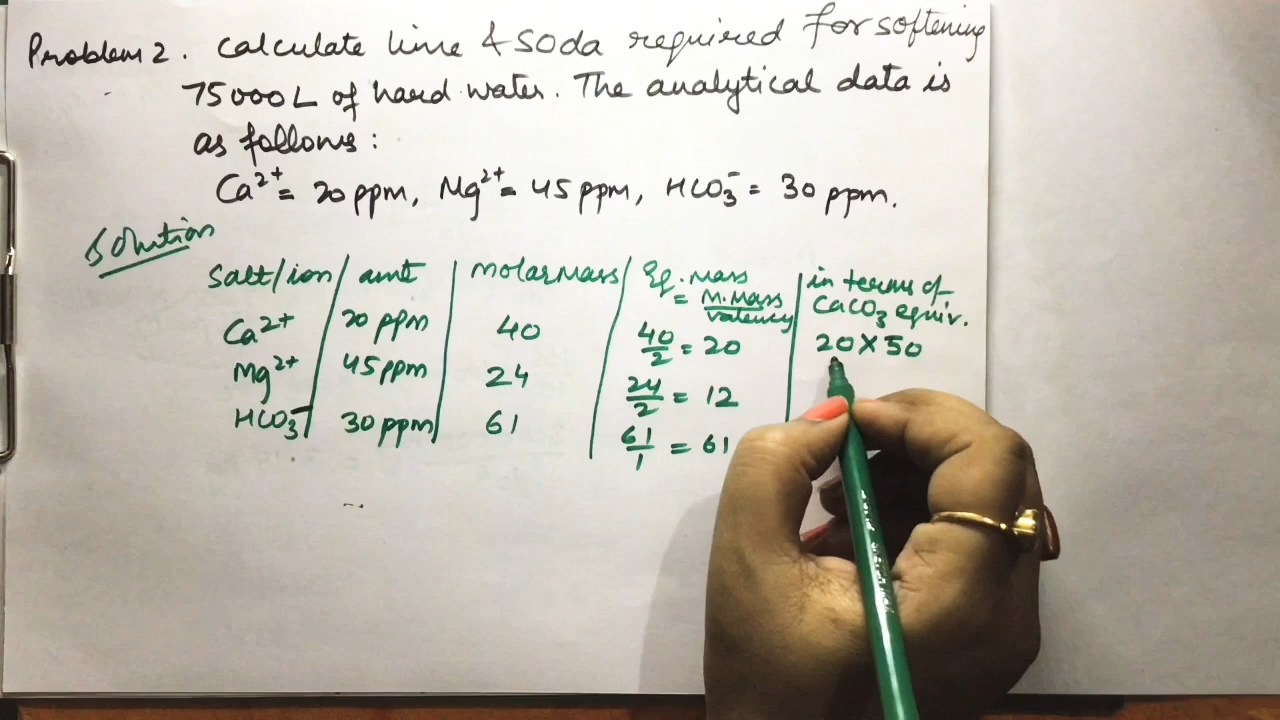 Problem 2. Calculate lime & soda required for softening
75000L of hard water. The analytical data is
as follows:
Ca²⁺ = 20 ppm, Mg²⁺ = 45 ppm, HCO₃⁻ = 30 ppm.
Solution
Salt/ion | amt | molar mass | Eq. mass = M. Mass / valency | in terms of CaCO₃ equiv.
Ca²⁺ | 20 ppm | 40 | 40/2 = 20 | 20 X 50
Mg²⁺ | 45 ppm | 24 | 24/2 = 12
HCO₃⁻ | 30 ppm | 61 | 61/1 = 61